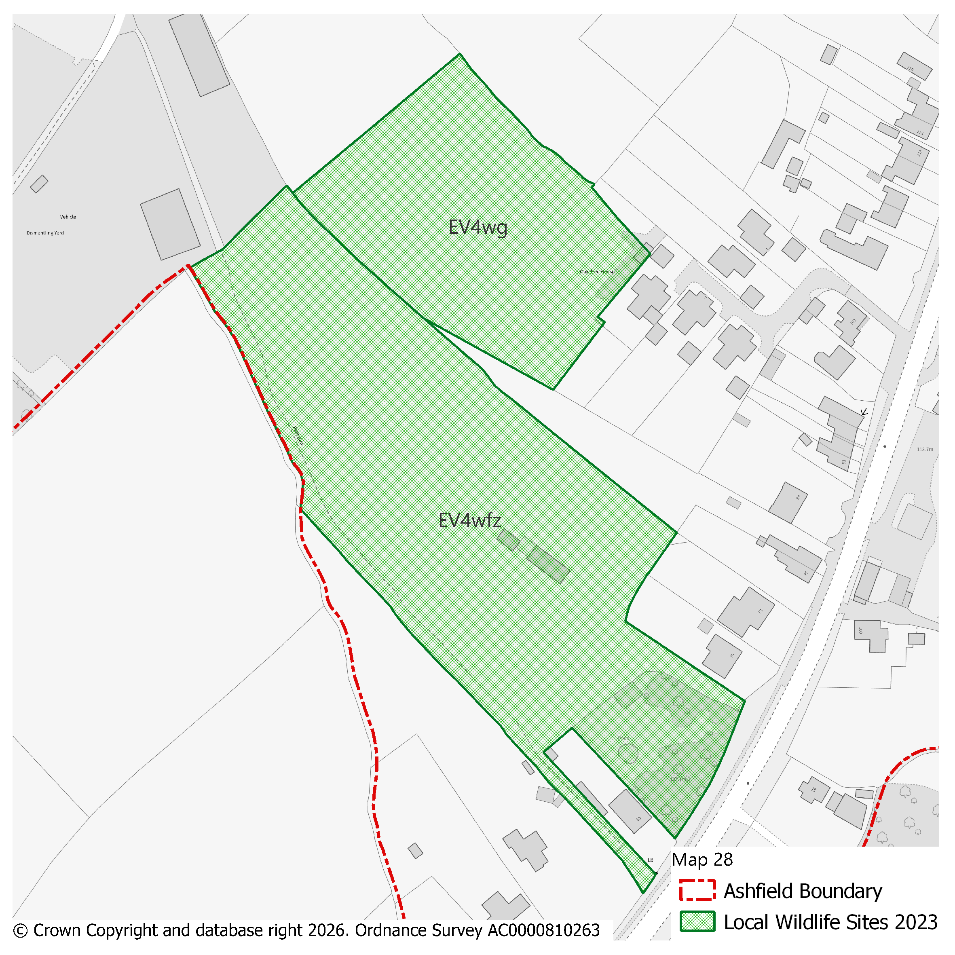 EV4wg
EV4wfz
Map 28
Ashfield Boundary
Local Wildlife Sites 2023
© Crown Copyright and database right 2026. Ordnance Survey AC0000810263